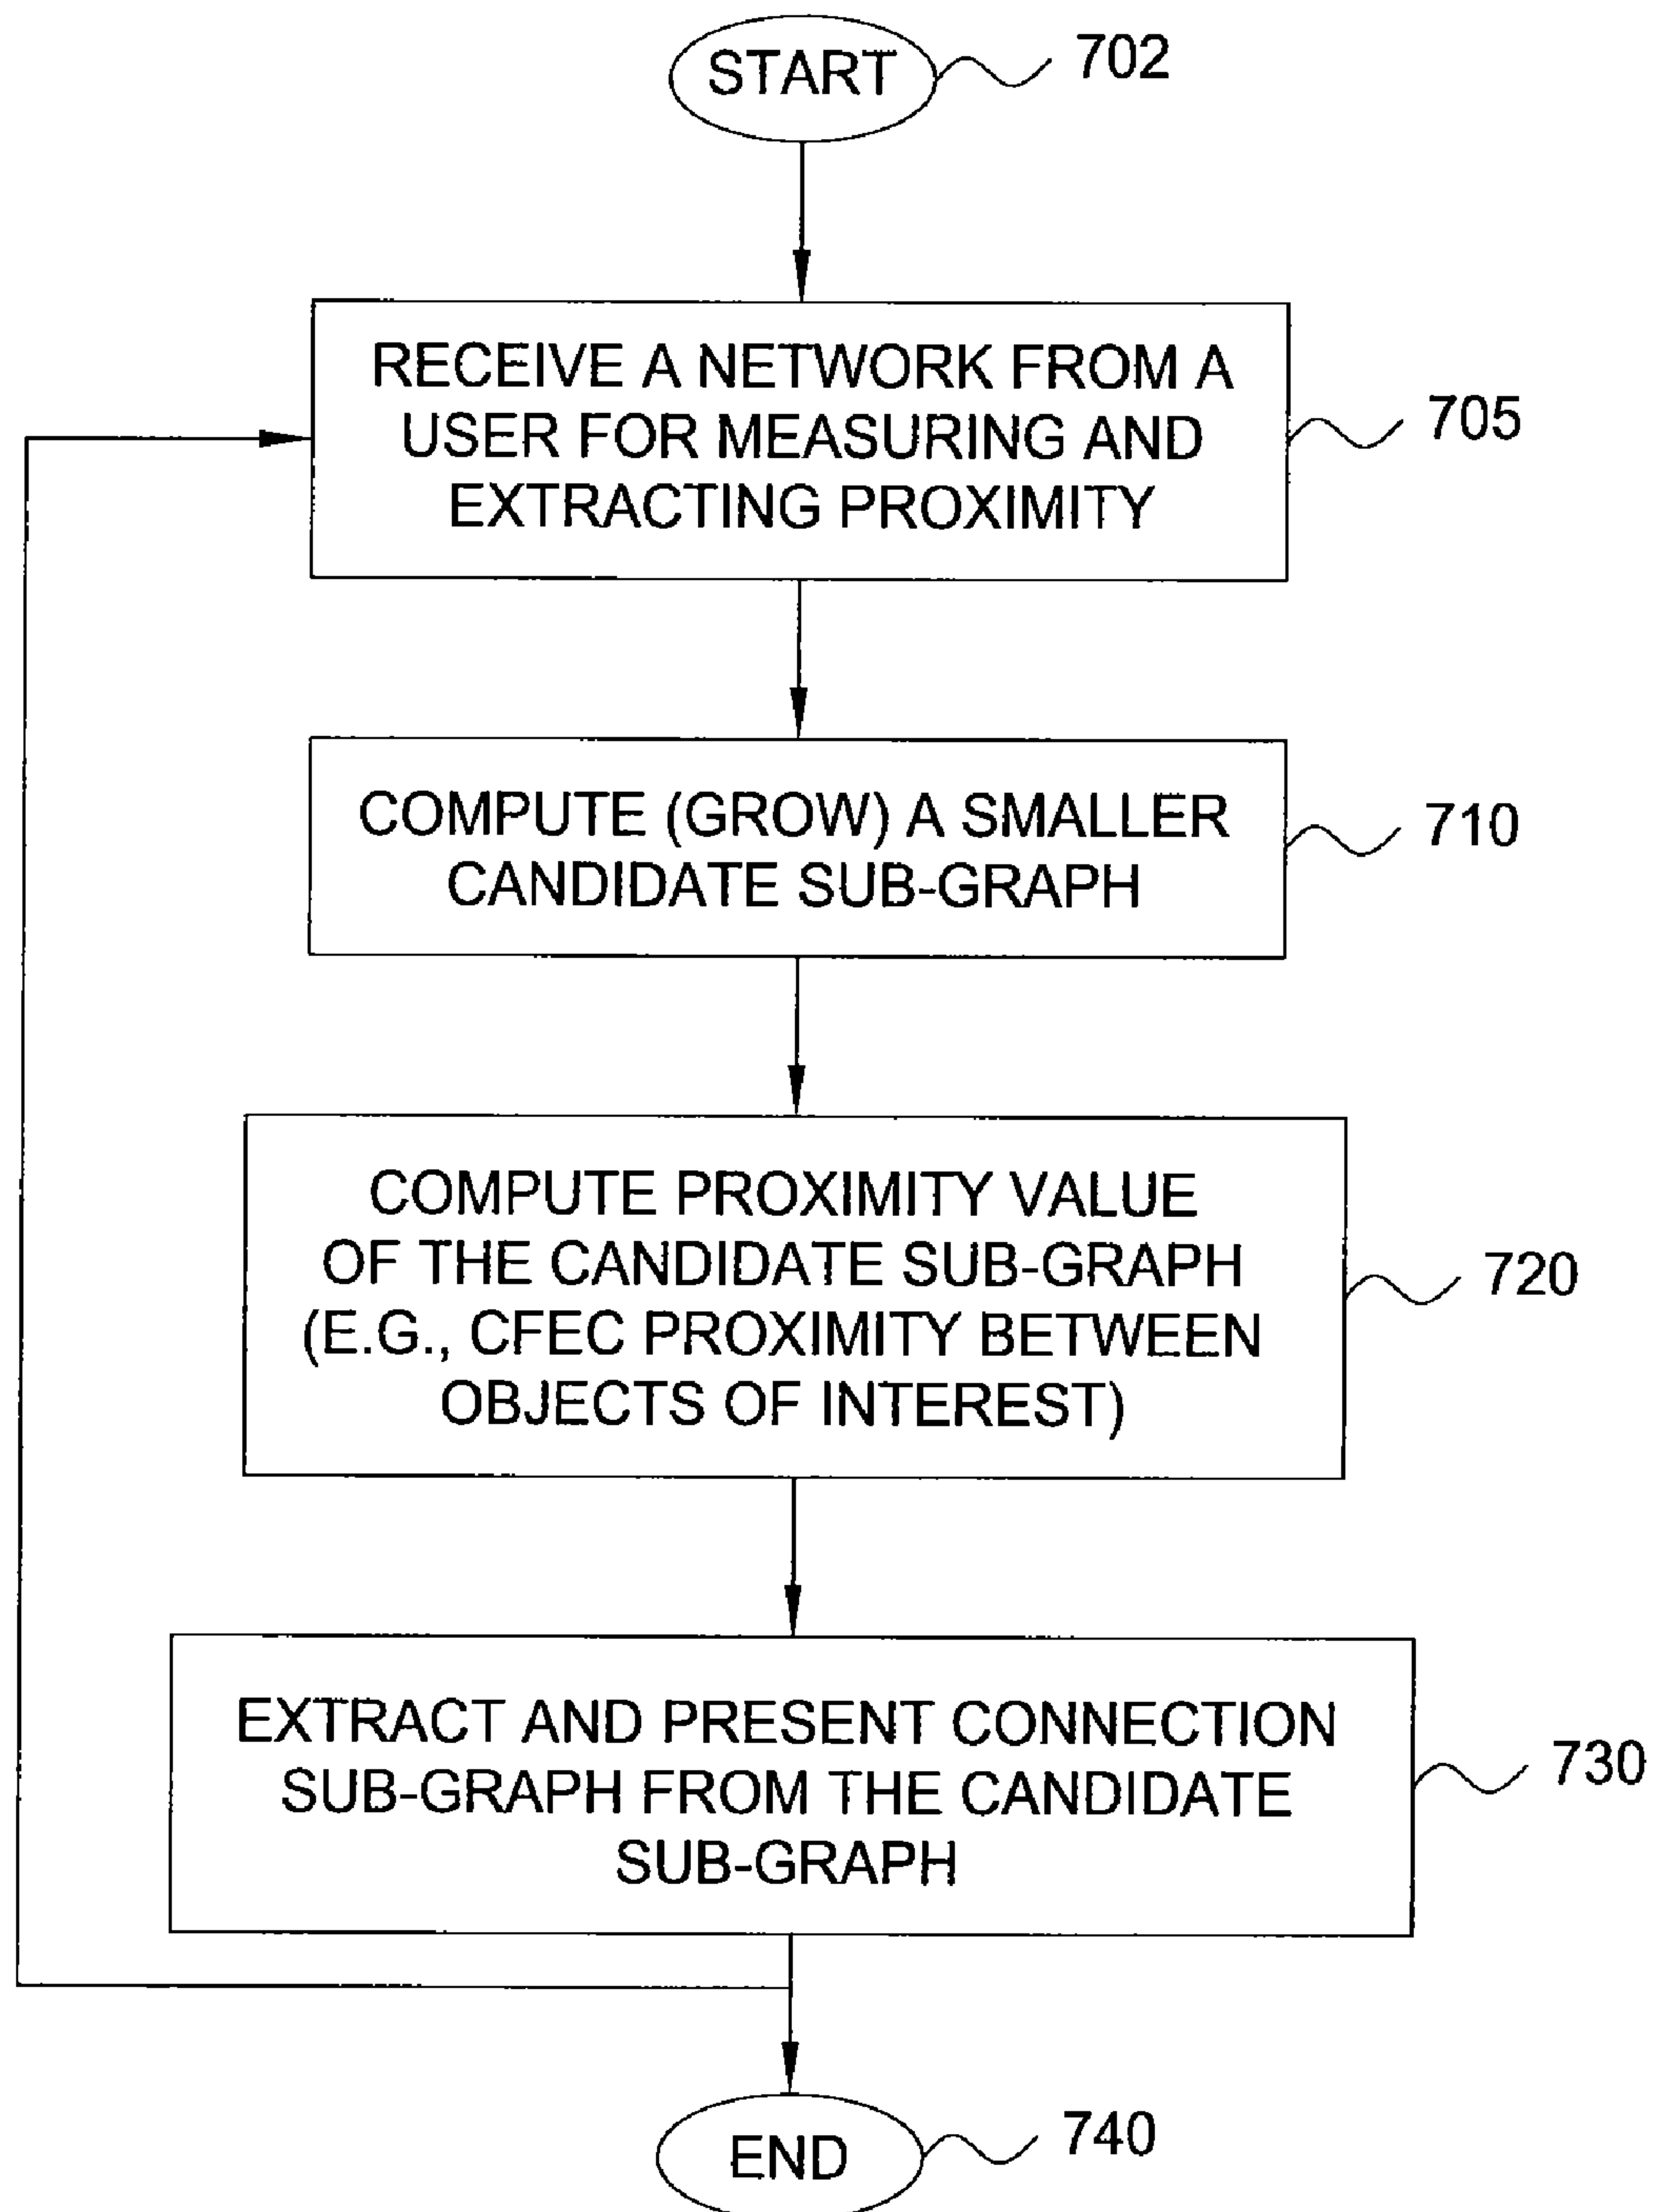 START
702
RECEIVE A NETWORK FROM A
USER FOR MEASURING AND
EXTRACTING PROXIMITY
705
COMPUTE (GROW) A SMALLER
CANDIDATE SUB-GRAPH
710
COMPUTE PROXIMITY VALUE
OF THE CANDIDATE SUB-GRAPH
(E.G., CFEC PROXIMITY BETWEEN
OBJECTS OF INTEREST)
720
EXTRACT AND PRESENT CONNECTION
SUB-GRAPH FROM THE CANDIDATE
SUB-GRAPH
730
END
740